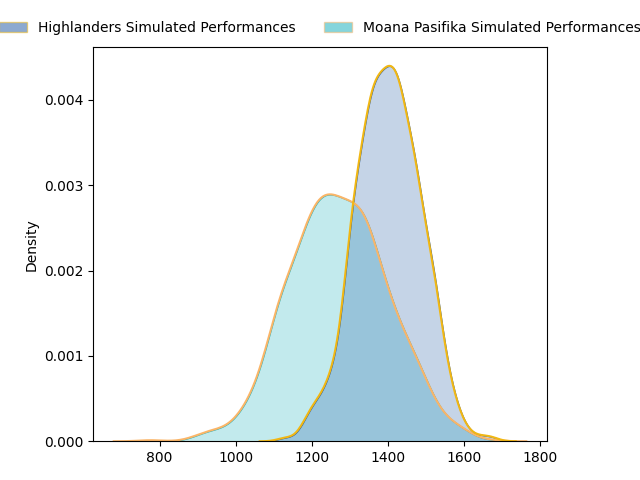 Highlanders Simulated Performances Moana Pasifika Simulated Performances
0.004
0.003
Density
0.002
0.001
0.000
800 1000 1200 1400 1600 1800